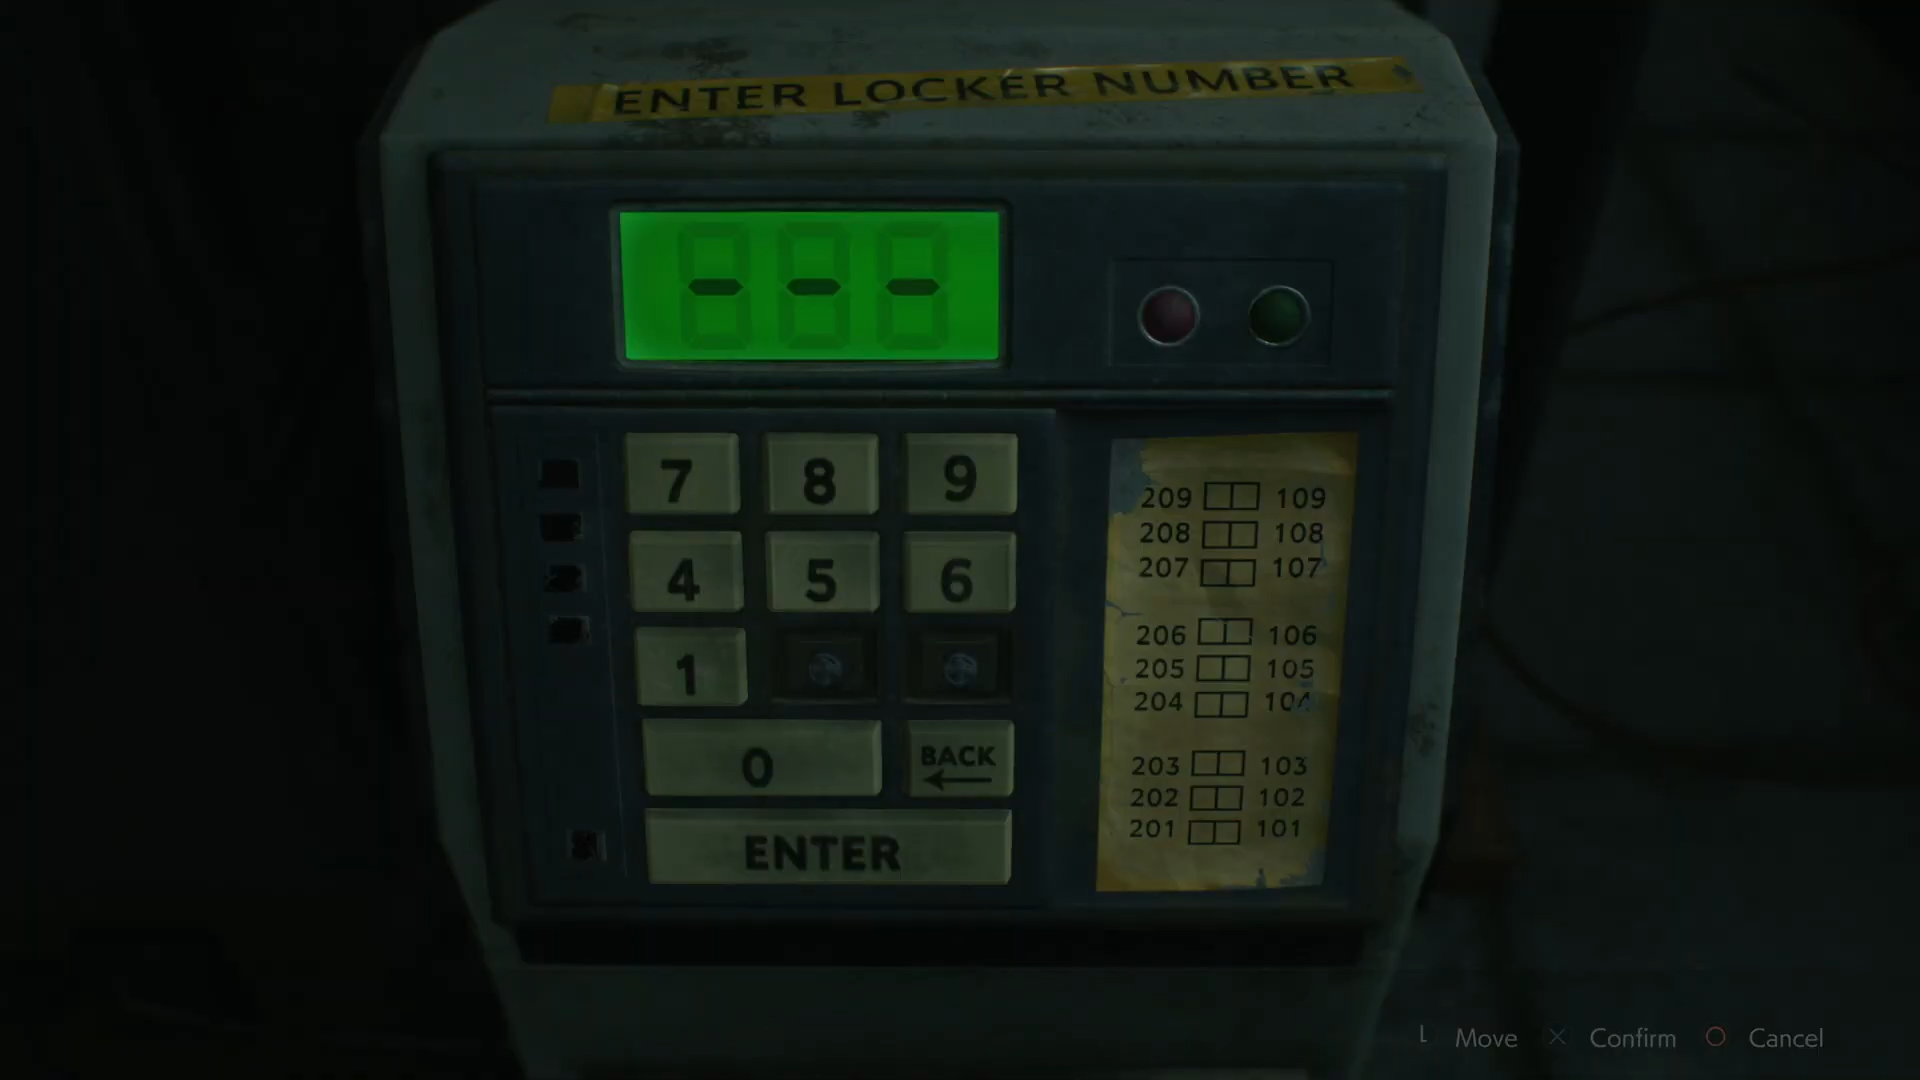 ENTER LOCKER NUMBER
- - -
7 8 9
4 5 6
1
0 BACK
ENTER
209 109
208 108
207 107
206 106
205 105
204 104
203 103
202 102
201 101
L Move X Confirm O Cancel